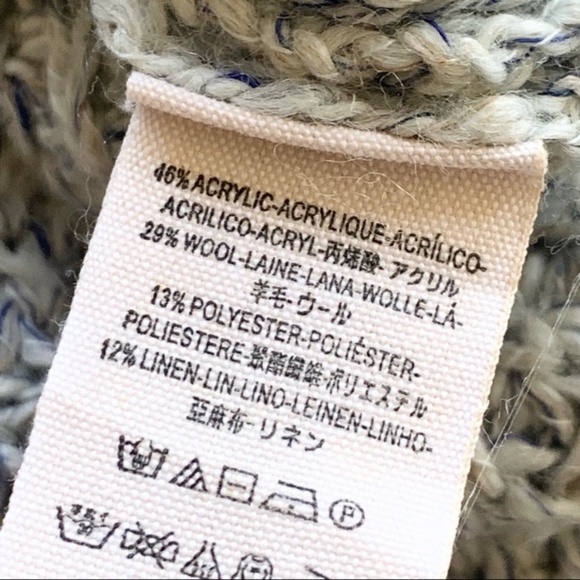 46% ACRYLIC-ACRYLIQUE-ACRÍLICO-
ACRILICO-ACRYL-丙烯酸-アクリル
29% WOOL-LAINE-LANA-WOLLE-LÃ-
羊毛-ウール
13% POLYESTER-POLIÉSTER-
POLIESTERE-聚酯纖維-ポリエステル
12% LINEN-LIN-LINO-LEINEN-LINHO-
亞麻布-リネン
P
30